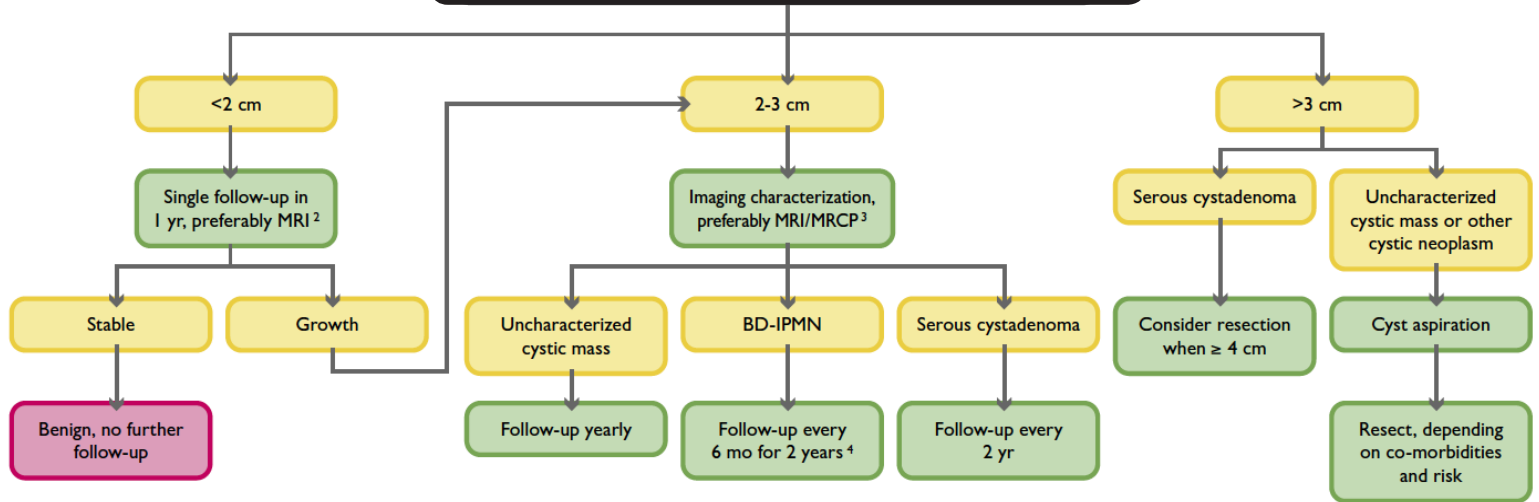 <2 cm
2-3 cm
>3 cm
Single follow-up in
1 yr, preferably MRI 2
Imaging characterization,
preferably MRI/MRCP 3
Serous cystadenoma
Uncharacterized
cystic mass or other
cystic neoplasm
Stable
Growth
Uncharacterized
cystic mass
BD-IPMN
Serous cystadenoma
Consider resection
when ≥ 4 cm
Cyst aspiration
Benign, no further
follow-up
Follow-up yearly
Follow-up every
6 mo for 2 years 4
Follow-up every
2 yr
Resect, depending
on co-morbidities
and risk